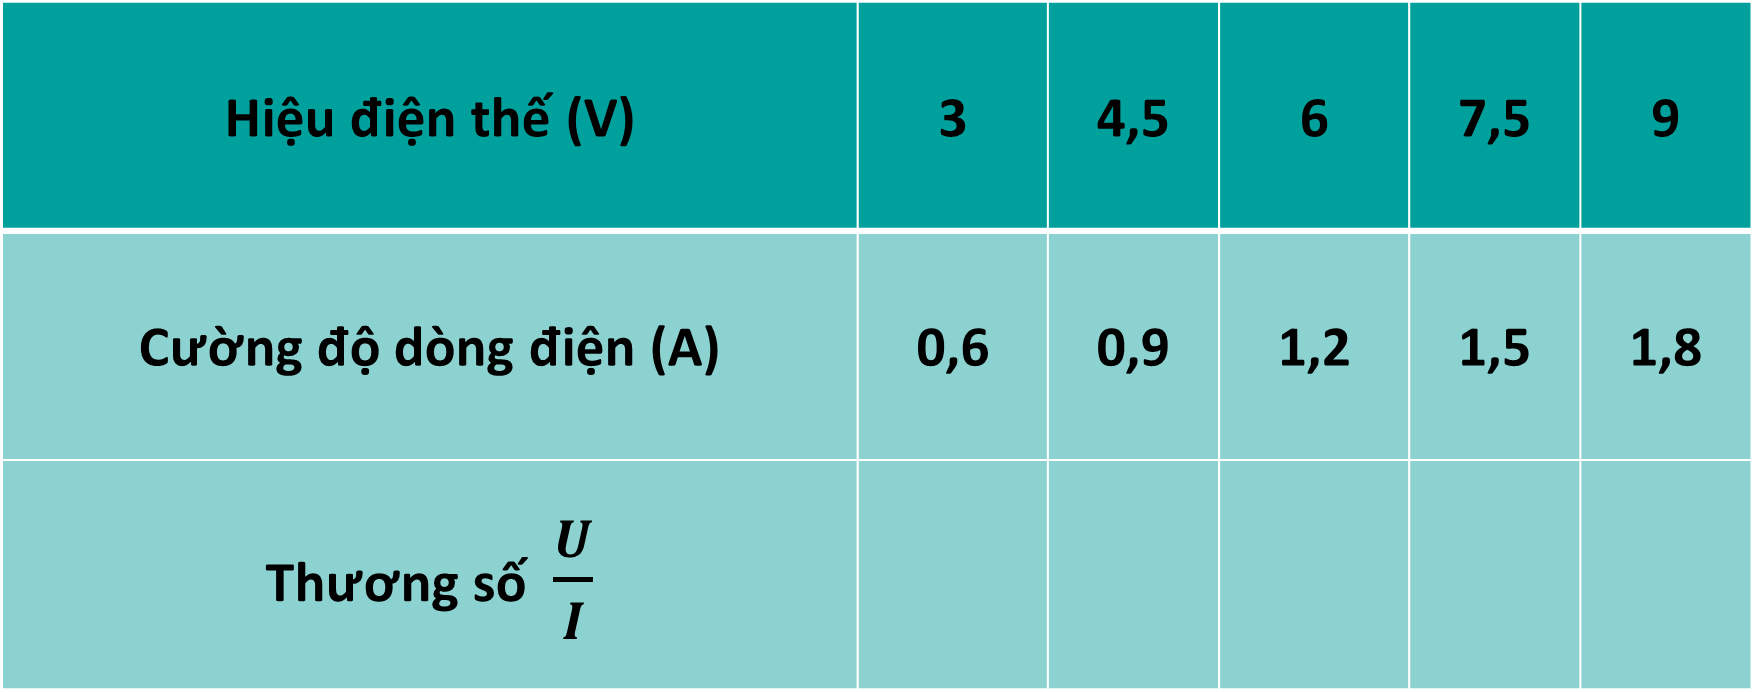 Hiệu điện thế (V) 3 4,5 6 7,5 9
Cường độ dòng điện (A) 0,6 0,9 1,2 1,5 1,8
Thương số U/I